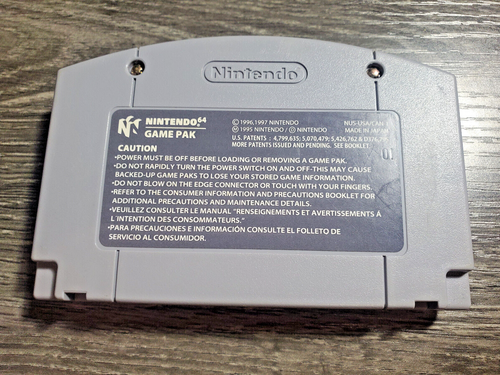 Nintendo
NINTENDO 64
GAME PAK
©1996,1997 NINTENDO
Ⓜ 1995 NINTENDO / Ⓓ NINTENDO
NUS-USA/CAN
MADE IN JAPAN
U.S. PATENTS : 4,799,635; 5,070,479; 5,426,762 &
MORE PATENTS ISSUED AND PENDING. SEE BOOKLET
CAUTION
•POWER MUST BE OFF BEFORE LOADING OR REMOVING A GAME PAK.
•DO NOT RAPIDLY TURN THE POWER SWITCH ON AND OFF-THIS MAY CAUSE
BACKED-UP GAME PAKS TO LOSE YOUR STORED GAME INFORMATION.
•DO NOT BLOW ON THE EDGE CONNECTOR OR TOUCH WITH YOUR FINGERS.
•REFER TO THE CONSUMER INFORMATION AND PRECAUTIONS BOOKLET FOR
ADDITIONAL PRECAUTIONS AND MAINTENANCE DETAILS.
•VEUILLEZ CONSULTER LE MANUAL "RENSEIGNEMENTS ET AVERTISSEMENTS À
L'INTENTION DES CONSOMMATEURS."
•PARA PRECAUCIONES E INFORMACIÓN CONSULTE EL FOLLETO DE
SERVICIO AL CONSUMIDOR.